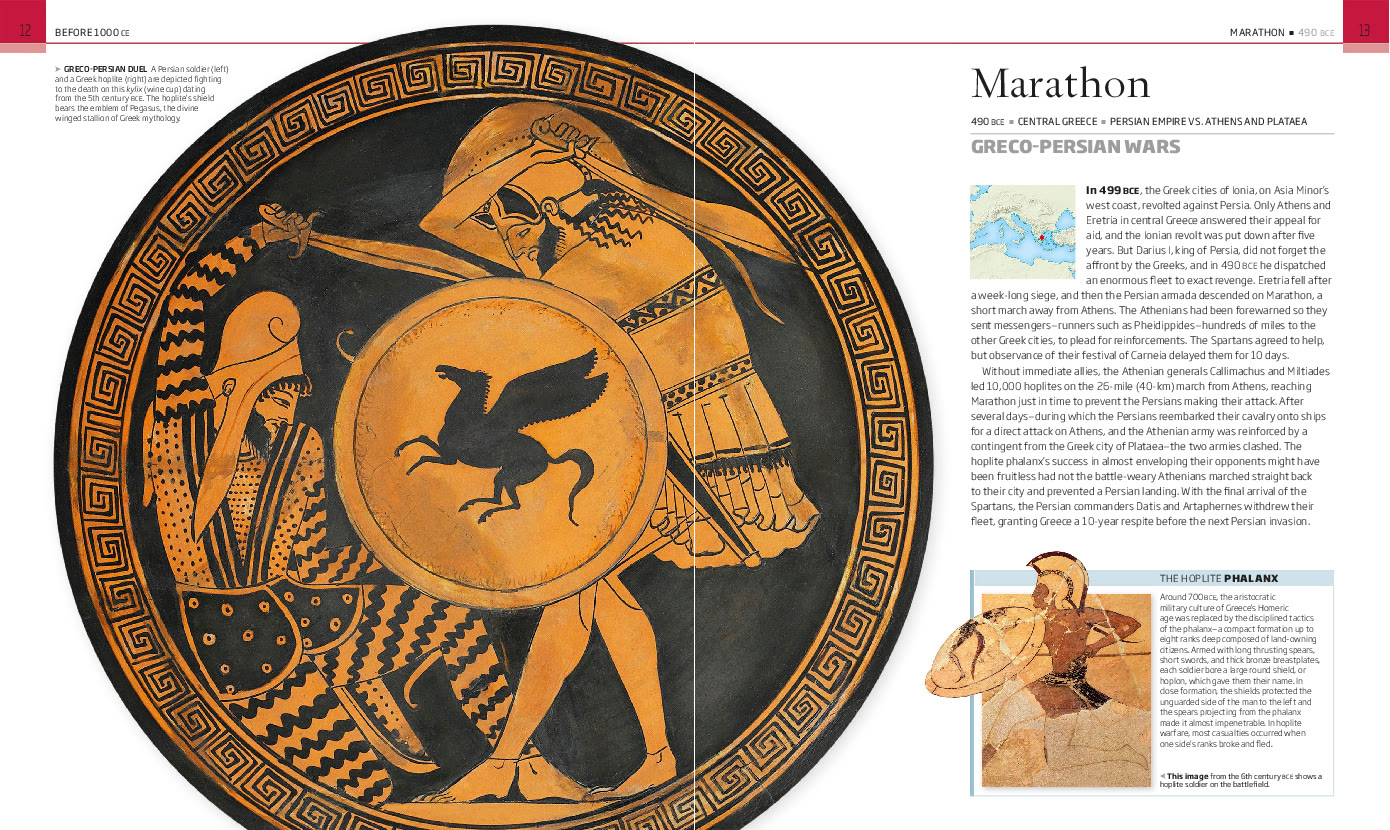 12
BEFORE 1000 CE
MARATHON ■ 490 BCE
13
➤ GRECO-PERSIAN DUEL A Persian soldier (left)
and a Greek hoplite (right) are depicted fighting
to the death on this kylix (wine cup) dating
from the 5th century BCE. The hoplite's shield
bears the emblem of Pegasus, the divine
winged stallion of Greek mythology.
Marathon
490 BCE ■ CENTRAL GREECE ■ PERSIAN EMPIRE VS. ATHENS AND PLATAEA
GRECO-PERSIAN WARS
In 499 BCE, the Greek cities of Ionia, on Asia Minor's
west coast, revolted against Persia. Only Athens and
Eretria in central Greece answered their appeal for
aid, and the Ionian revolt was put down after five
years. But Darius I, king of Persia, did not forget the
affront by the Greeks, and in 490 BCE he dispatched
an enormous fleet to exact revenge. Eretria fell after
a week-long siege, and then the Persian armada descended on Marathon, a
short march away from Athens. The Athenians had been forewarned so they
sent messengers—runners such as Pheidippides—hundreds of miles to the
other Greek cities, to plead for reinforcements. The Spartans agreed to help,
but observance of their festival of Carneia delayed them for 10 days.
Without immediate allies, the Athenian generals Callimachus and Miltiades
led 10,000 hoplites on the 26-mile (40-km) march from Athens, reaching
Marathon just in time to prevent the Persians making their attack. After
several days—during which the Persians reembarked their cavalry onto ships
for a direct attack on Athens, and the Athenian army was reinforced by a
contingent from the Greek city of Plataea—the two armies clashed. The
hoplite phalanx's success in almost enveloping their opponents might have
been fruitless had not the battle-weary Athenians marched straight back
to their city and prevented a Persian landing. With the final arrival of the
Spartans, the Persian commanders Datis and Artaphernes withdrew their
fleet, granting Greece a 10-year respite before the next Persian invasion.
THE HOPLITE PHALANX
Around 700 BCE, the aristocratic
military culture of Greece's Homeric
age was replaced by the disciplined tactics
of the phalanx—a compact formation up to
eight ranks deep composed of land-owning
citizens. Armed with long thrusting spears,
short swords, and thick bronze breastplates,
each soldier bore a large round shield, or
hoplon, which gave them their name. In
close formation, the shields protected the
unguarded side of the man to the left and
the spears projecting from the phalanx
made it almost impenetrable. In hoplite
warfare, most casualties occurred when
one side's ranks broke and fled.
◄ This image from the 6th century BCE shows a
hoplite soldier on the battlefield.